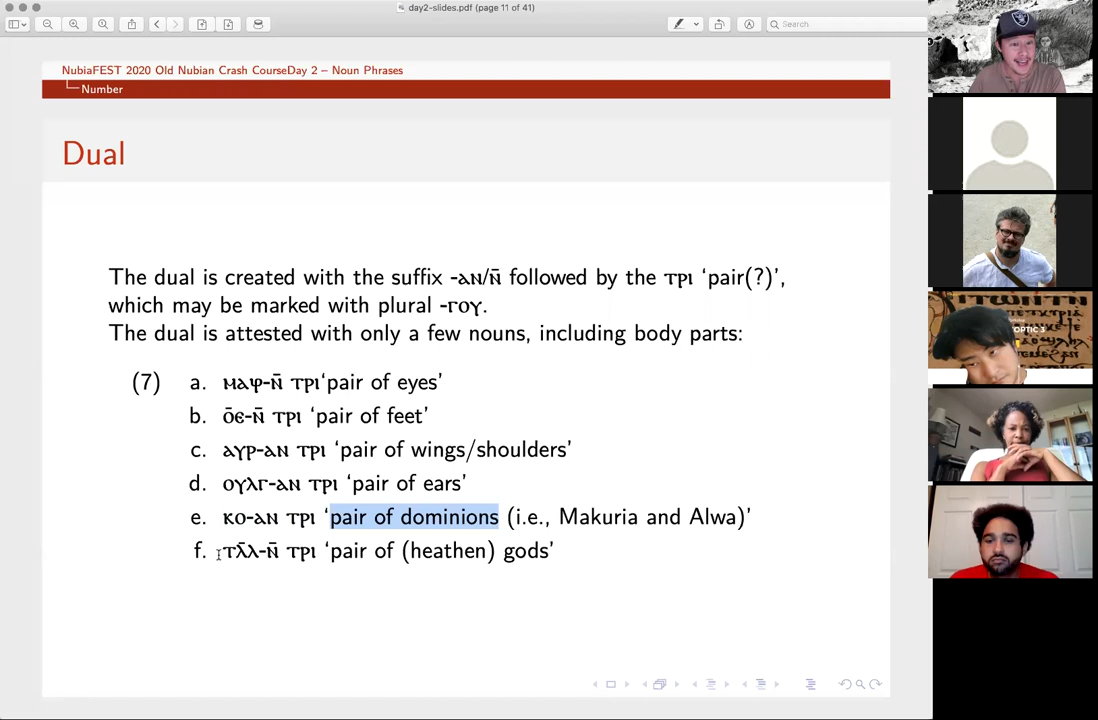 day2-slides.pdf (page 11 of 41)
Search
NubiaFEST 2020 Old Nubian Crash CourseDay 2 – Noun Phrases
Number
Dual
The dual is created with the suffix -ⲁⲛ/ⲛ̄ followed by the ⲧⲣⲓ ‘pair(?)’,
which may be marked with plural -ⲅⲟⲩ.
The dual is attested with only a few nouns, including body parts:
(7) a. ⲙⲁϣ-ⲛ̄ ⲧⲣⲓ‘pair of eyes’
b. ⲟ̄ⲉ-ⲛ̄ ⲧⲣⲓ ‘pair of feet’
c. ⲁⲩⲣ-ⲁⲛ ⲧⲣⲓ ‘pair of wings/shoulders’
d. ⲟⲩⲗⲅ-ⲁⲛ ⲧⲣⲓ ‘pair of ears’
e. ⲕⲟ-ⲁⲛ ⲧⲣⲓ ‘pair of dominions (i.e., Makuria and Alwa)’
f. ⲧⲗ̄ⲗ-ⲛ̄ ⲧⲣⲓ ‘pair of (heathen) gods’
OPTIC 3